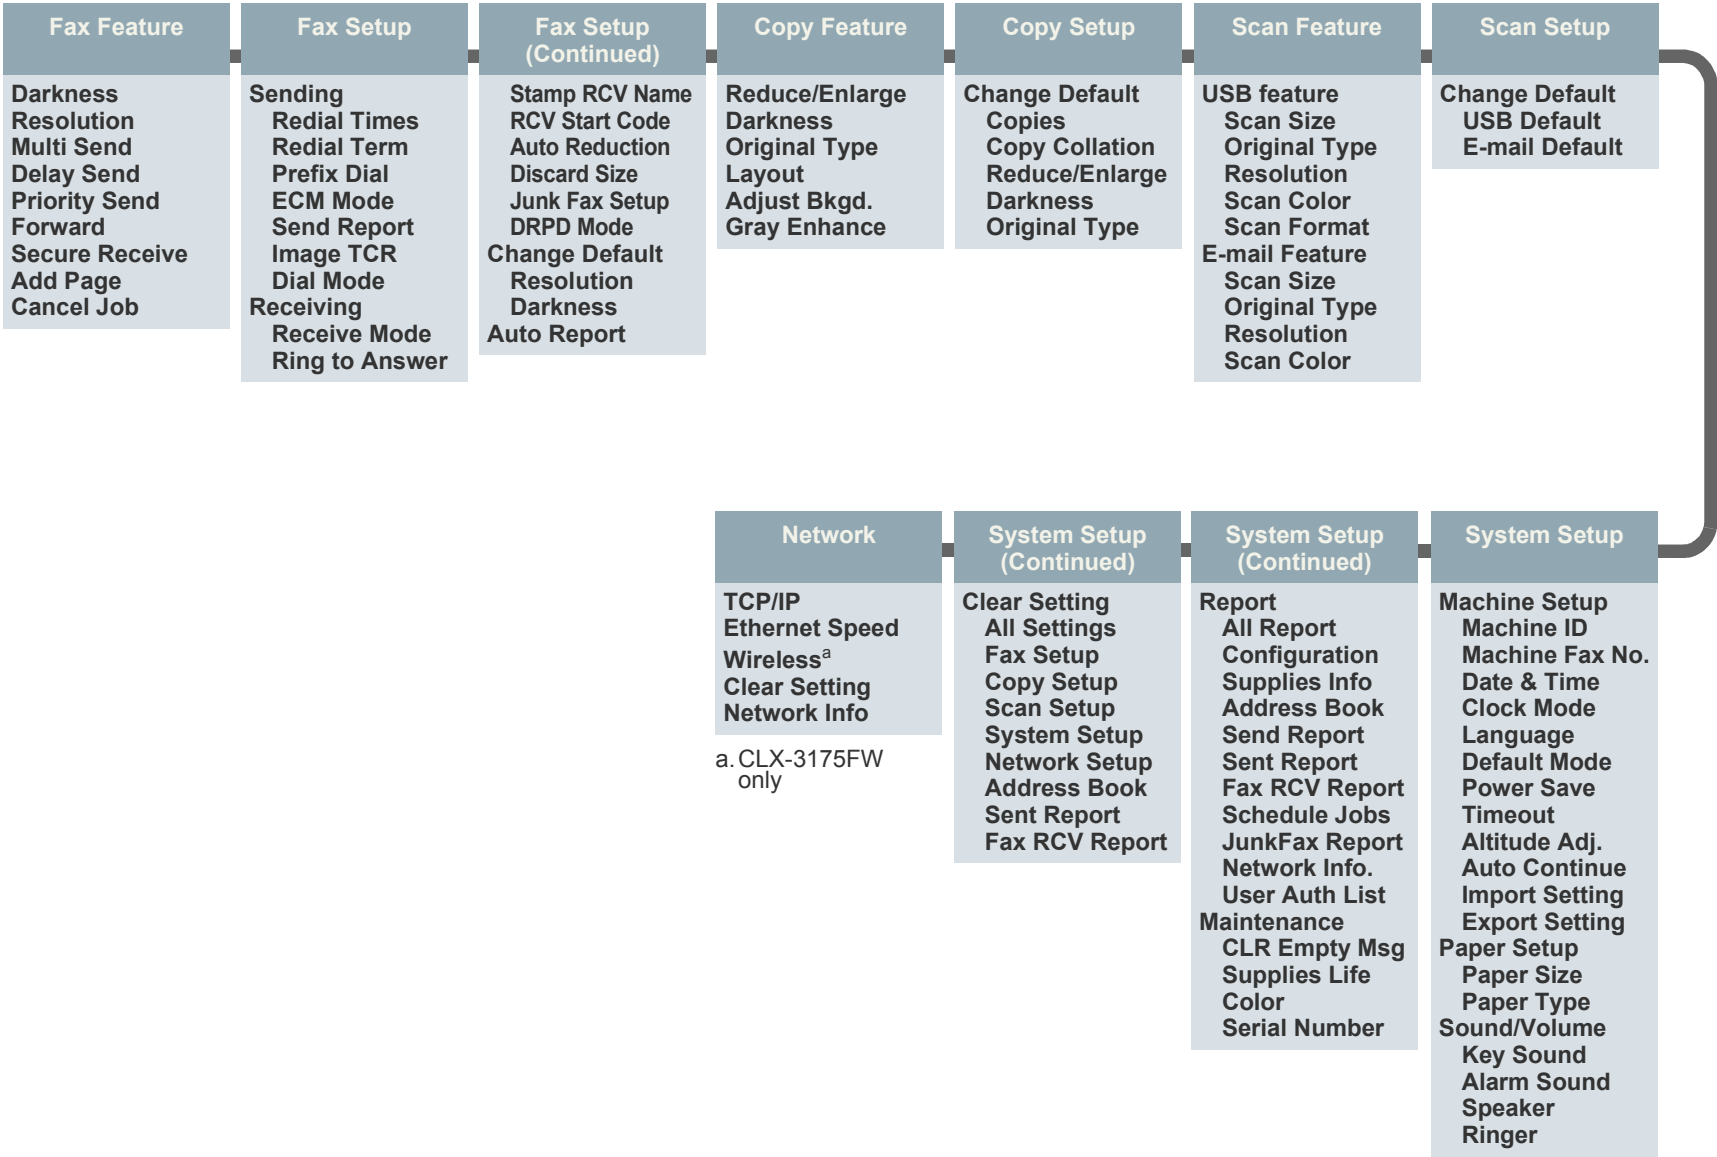 Fax Feature
Darkness
Resolution
Multi Send
Delay Send
Priority Send
Forward
Secure Receive
Add Page
Cancel Job
Fax Setup
Sending
Redial Times
Redial Term
Prefix Dial
ECM Mode
Send Report
Image TCR
Dial Mode
Receiving
Receive Mode
Ring to Answer
Fax Setup
(Continued)
Stamp RCV Name
RCV Start Code
Auto Reduction
Discard Size
Junk Fax Setup
DRPD Mode
Change Default
Resolution
Darkness
Auto Report
Copy Feature
Reduce/Enlarge
Darkness
Original Type
Layout
Adjust Bkgd.
Gray Enhance
Copy Setup
Change Default
Copies
Copy Collation
Reduce/Enlarge
Darkness
Original Type
Scan Feature
USB feature
Scan Size
Original Type
Resolution
Scan Color
Scan Format
E-mail Feature
Scan Size
Original Type
Resolution
Scan Color
Scan Setup
Change Default
USB Default
E-mail Default
Network
TCP/IP
Ethernet Speed
Wirelessa
Clear Setting
Network Info
a. CLX-3175FW
only
System Setup
(Continued)
Clear Setting
All Settings
Fax Setup
Copy Setup
Scan Setup
System Setup
Network Setup
Address Book
Sent Report
Fax RCV Report
System Setup
(Continued)
Report
All Report
Configuration
Supplies Info
Address Book
Send Report
Sent Report
Fax RCV Report
Schedule Jobs
JunkFax Report
Network Info.
User Auth List
Maintenance
CLR Empty Msg
Supplies Life
Color
Serial Number
System Setup
Machine Setup
Machine ID
Machine Fax No.
Date & Time
Clock Mode
Language
Default Mode
Power Save
Timeout
Altitude Adj.
Auto Continue
Import Setting
Export Setting
Paper Setup
Paper Size
Paper Type
Sound/Volume
Key Sound
Alarm Sound
Speaker
Ringer